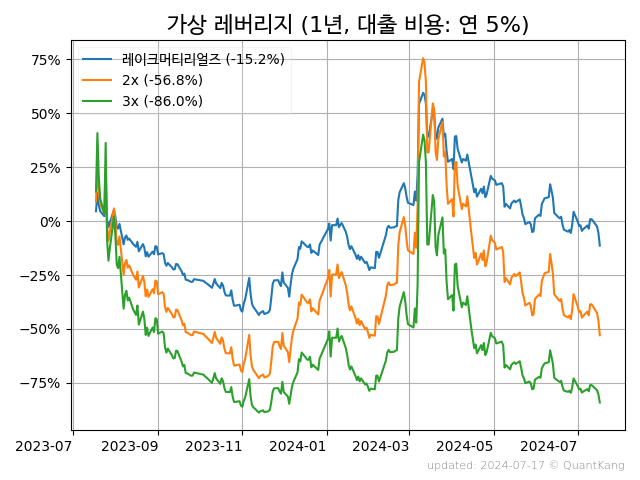 가상 레버리지 (1년, 대출 비용: 연 5%)
레이크머티리얼즈 (-15.2%)
2x (-56.8%)
3x (-86.0%)
75%
50%
25%
0%
−25%
−50%
−75%
2023-07 2023-09 2023-11 2024-01 2024-03 2024-05 2024-07
updated: 2024-07-17 © QuantKang